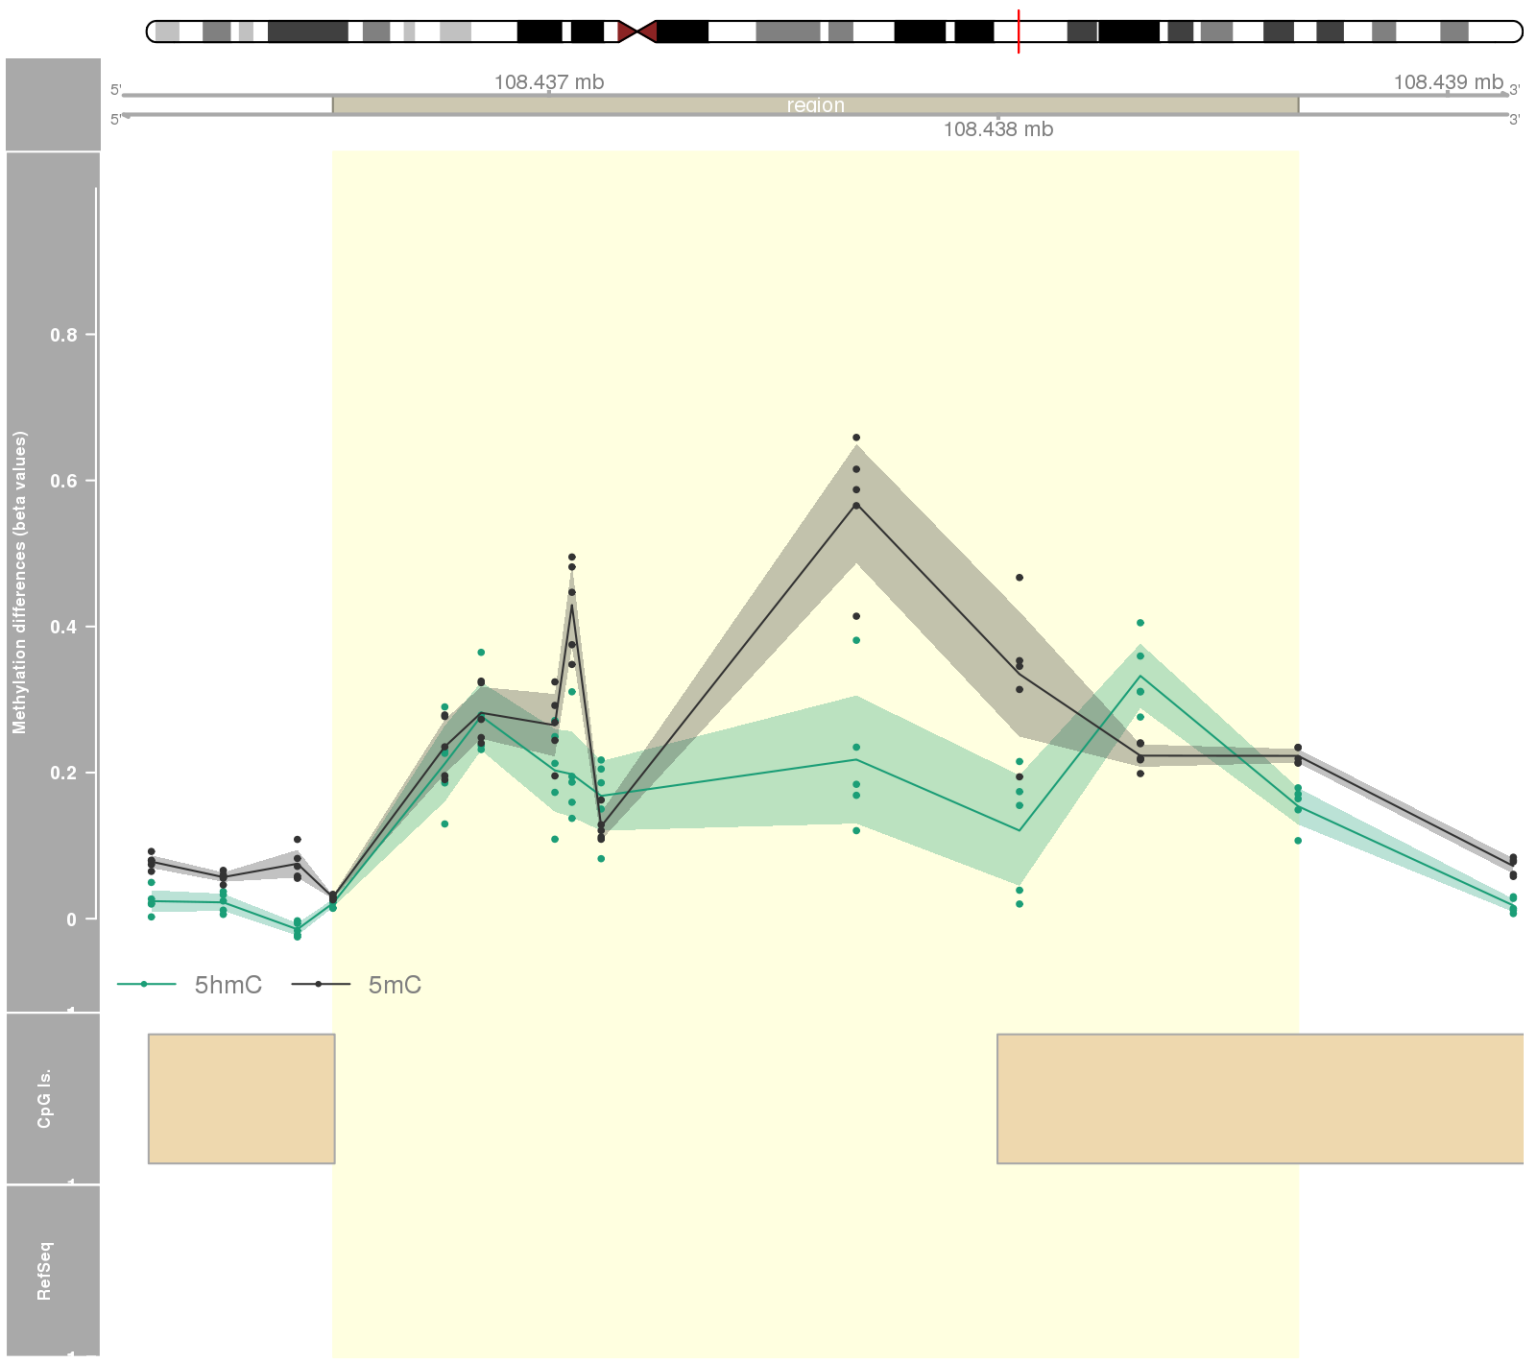 108.437 mb
108.439 mb
5'
3'
region
5'
3'
108.438 mb
Methylation differences (beta values)
0.8
0.6
0.4
0.2
0
5hmC
5mC
CpG Is.
RefSeq